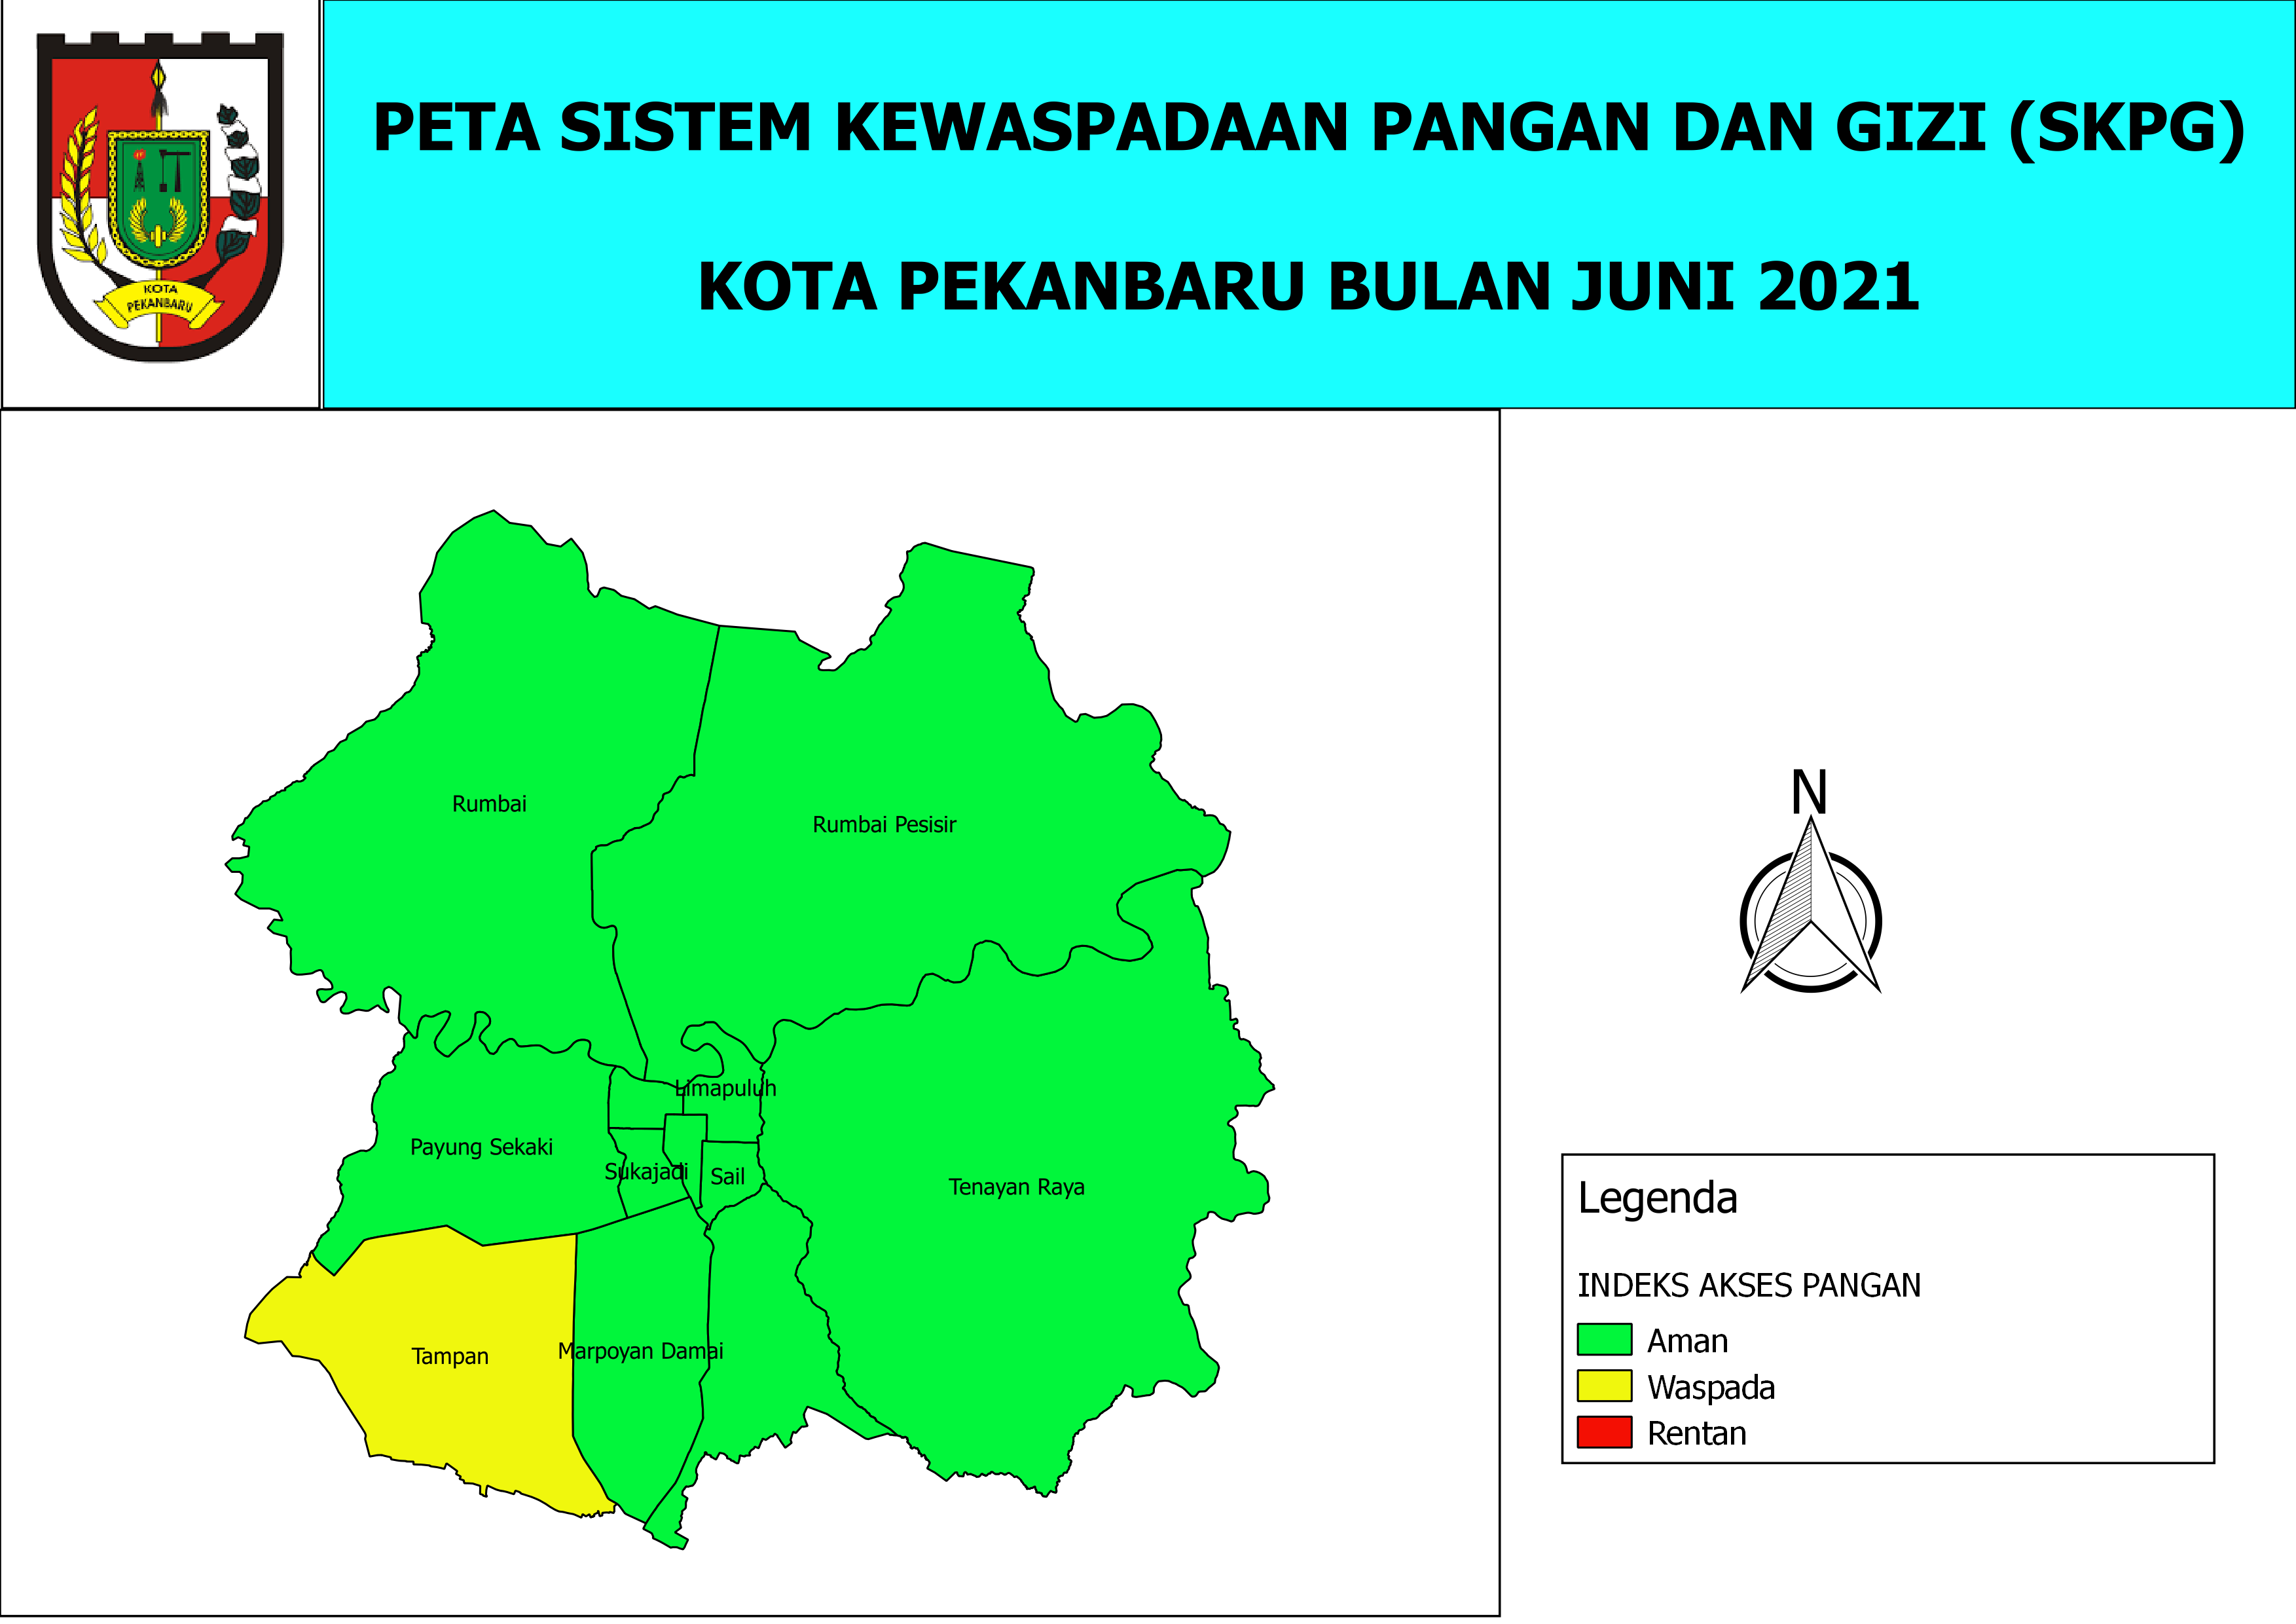 KOTA
PEKANBARU
PETA SISTEM KEWASPADAAN PANGAN DAN GIZI (SKPG)
KOTA PEKANBARU BULAN JUNI 2021
Rumbai
Rumbai Pesisir
Limapuluh
Payung Sekaki
Sukajadi
Sail
Tenayan Raya
Tampan
Marpoyan Damai
N
Legenda
INDEKS AKSES PANGAN
Aman
Waspada
Rentan